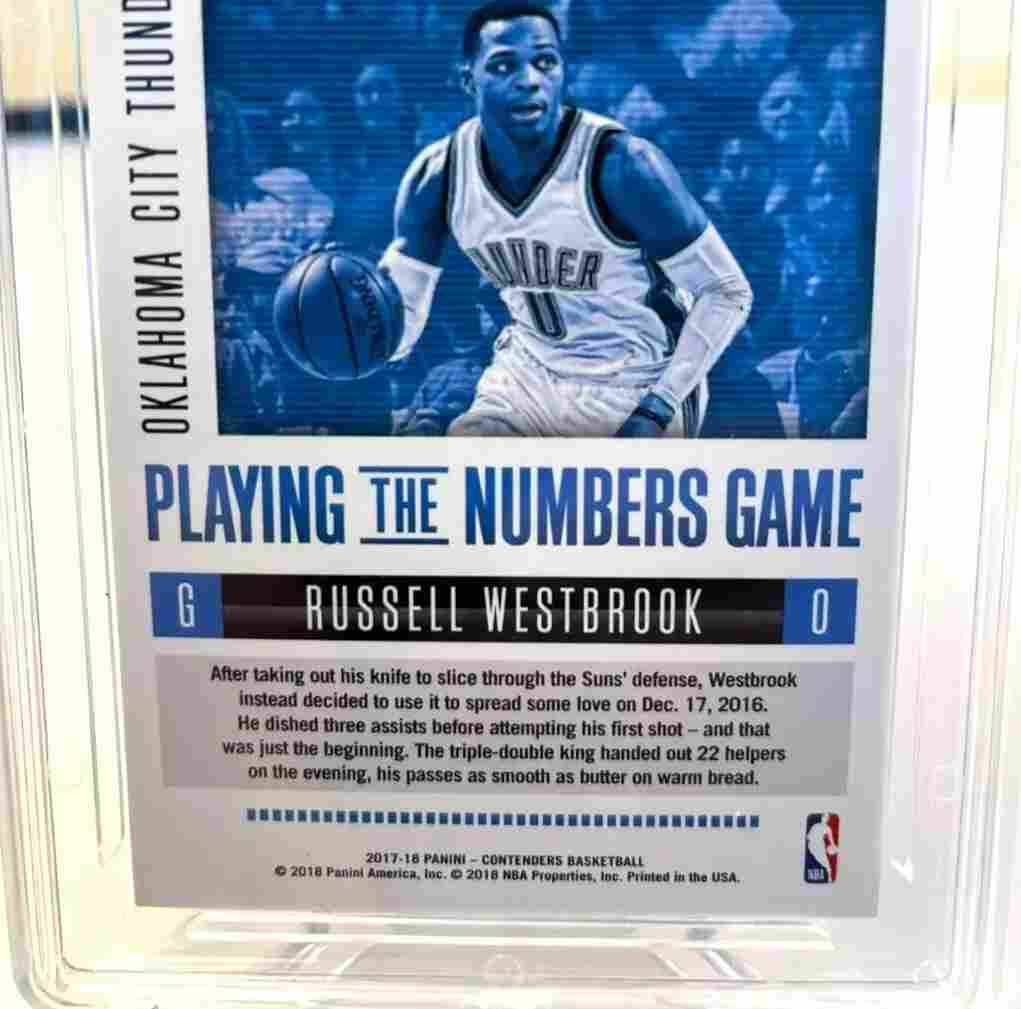 OKLAHOMA CITY THUND
THUNDER
0
PLAYING THE NUMBERS GAME
G RUSSELL WESTBROOK 0
After taking out his knife to slice through the Suns' defense, Westbrook
instead decided to use it to spread some love on Dec. 17, 2016.
He dished three assists before attempting his first shot – and that
was just the beginning. The triple-double king handed out 22 helpers
on the evening, his passes as smooth as butter on warm bread.
2017-18 PANINI – CONTENDERS BASKETBALL
© 2018 Panini America, Inc. © 2018 NBA Properties, Inc. Printed in the USA.
NBA